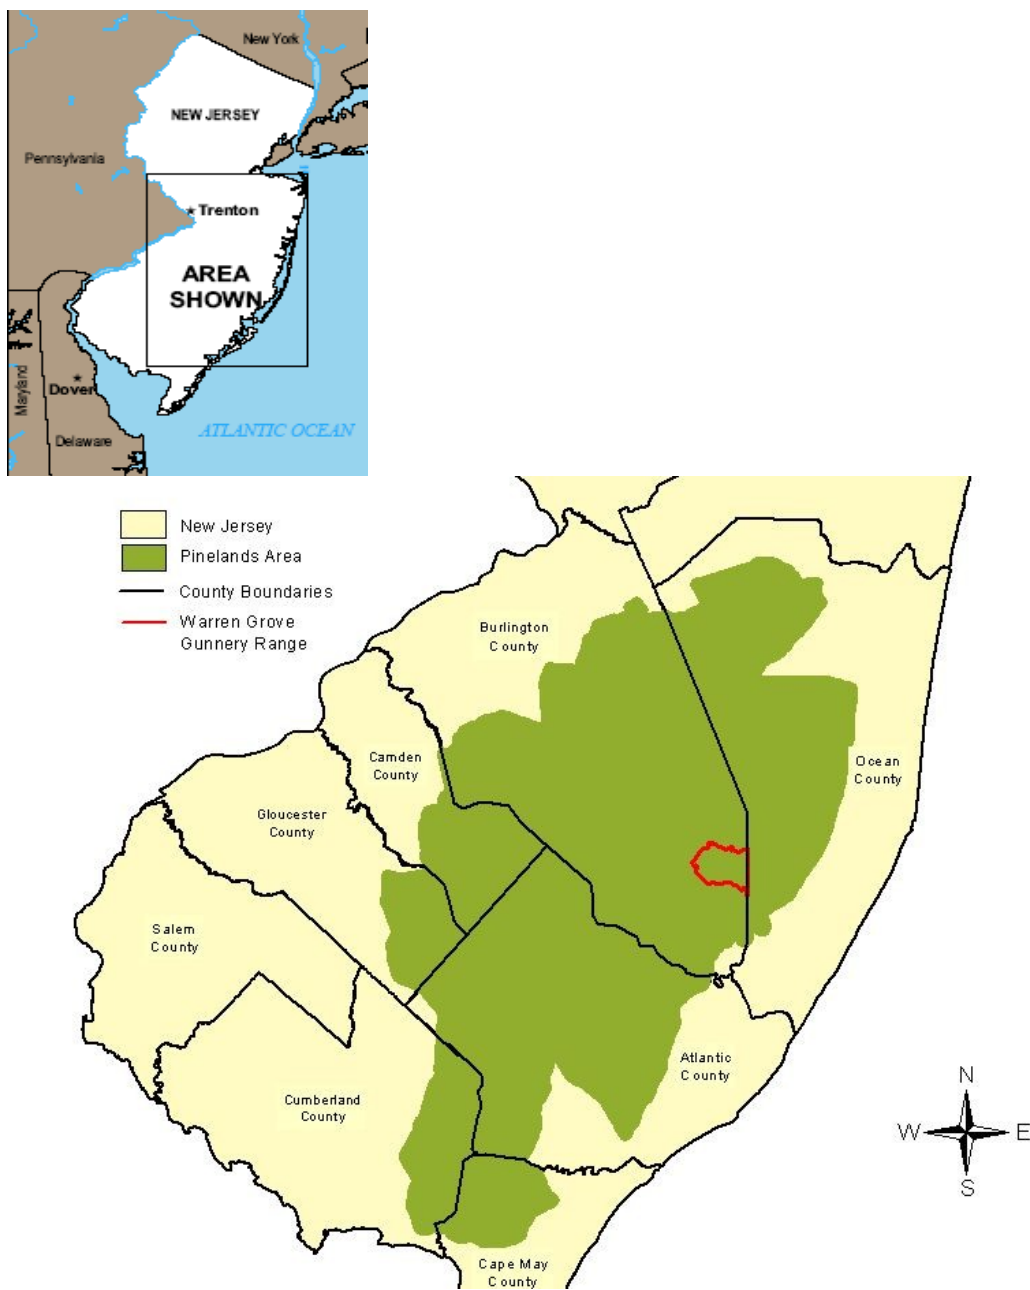 New York
NEW JERSEY
Pennsylvania
Trenton
AREA
SHOWN
Maryland
Dover
Delaware
ATLANTIC OCEAN
New Jersey
Pinelands Area
County Boundaries
Warren Grove
Gunnery Range
Burlington
County
Camden
County
Ocean
County
Gloucester
County
Salem
County
Atlantic
County
Cumberland
County
Cape May
County
N
W
E
S